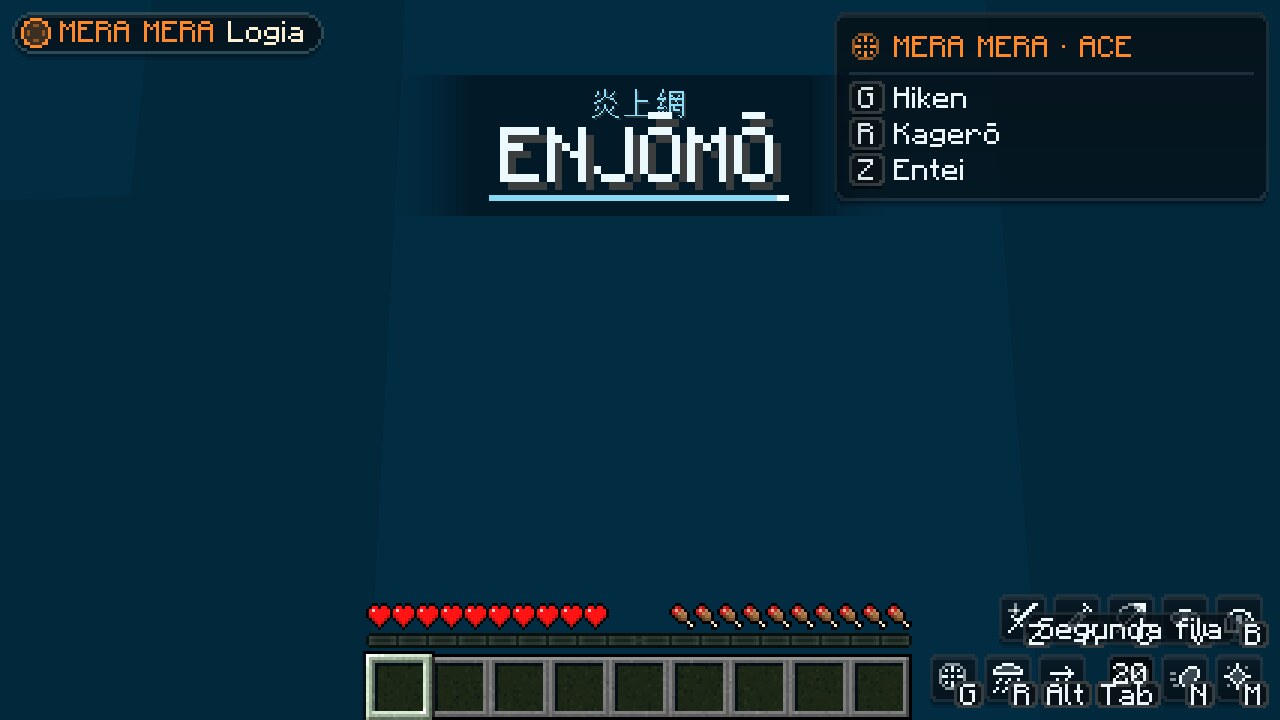 MERA MERA Logia
MERA MERA · ACE
G Hiken
R Kagerō
Z Entei
炎上網
ENJŌMŌ
Segunda fila
B
20
G R Alt Tab N M